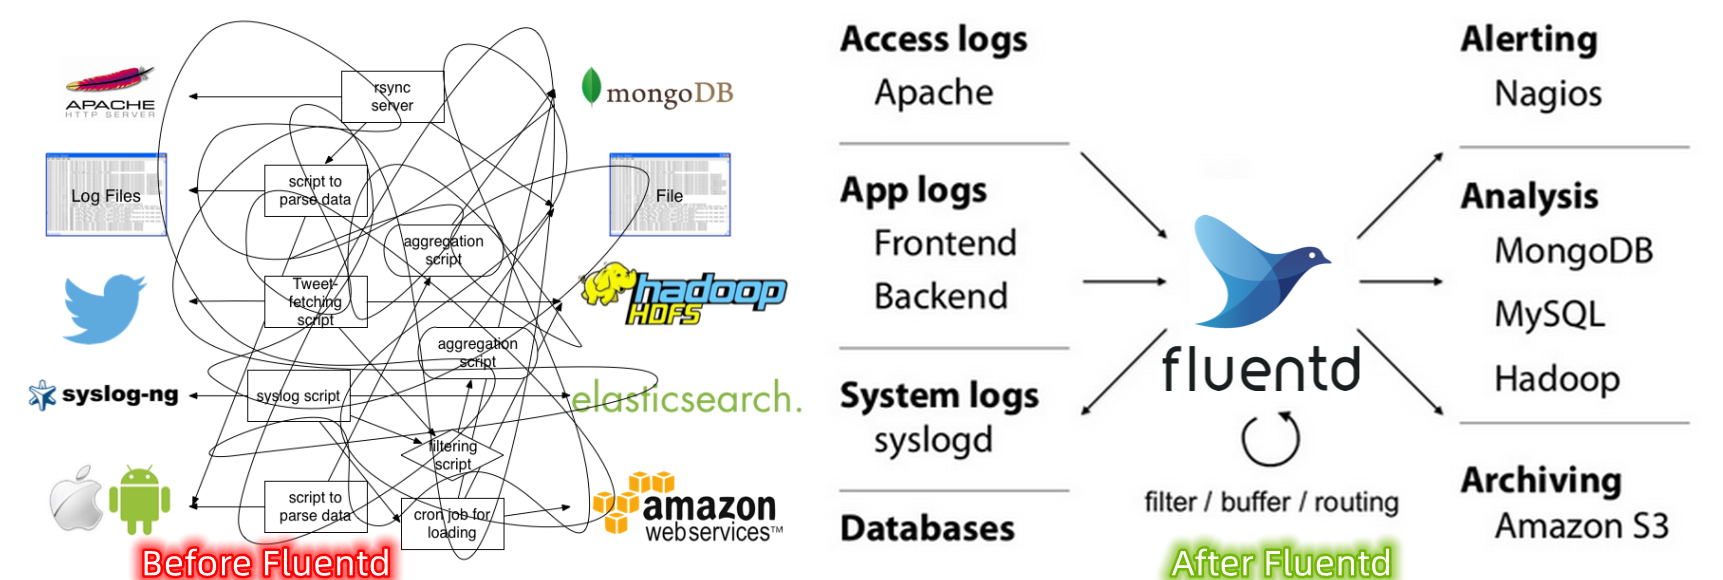 APACHE
HTTP SERVER
Log Files
syslog-ng
rsync
server
script to
parse data
aggregation
script
Tweet-
fetching
script
aggregation
script
syslog script
filtering
script
script to
parse data
cron job for
loading
mongoDB
File
hadoop
HDFS
elasticsearch.
amazon
webservices™
Before Fluentd
Access logs
Apache
App logs
Frontend
Backend
System logs
syslogd
Databases
fluentd
filter / buffer / routing
Alerting
Nagios
Analysis
MongoDB
MySQL
Hadoop
Archiving
Amazon S3
After Fluentd